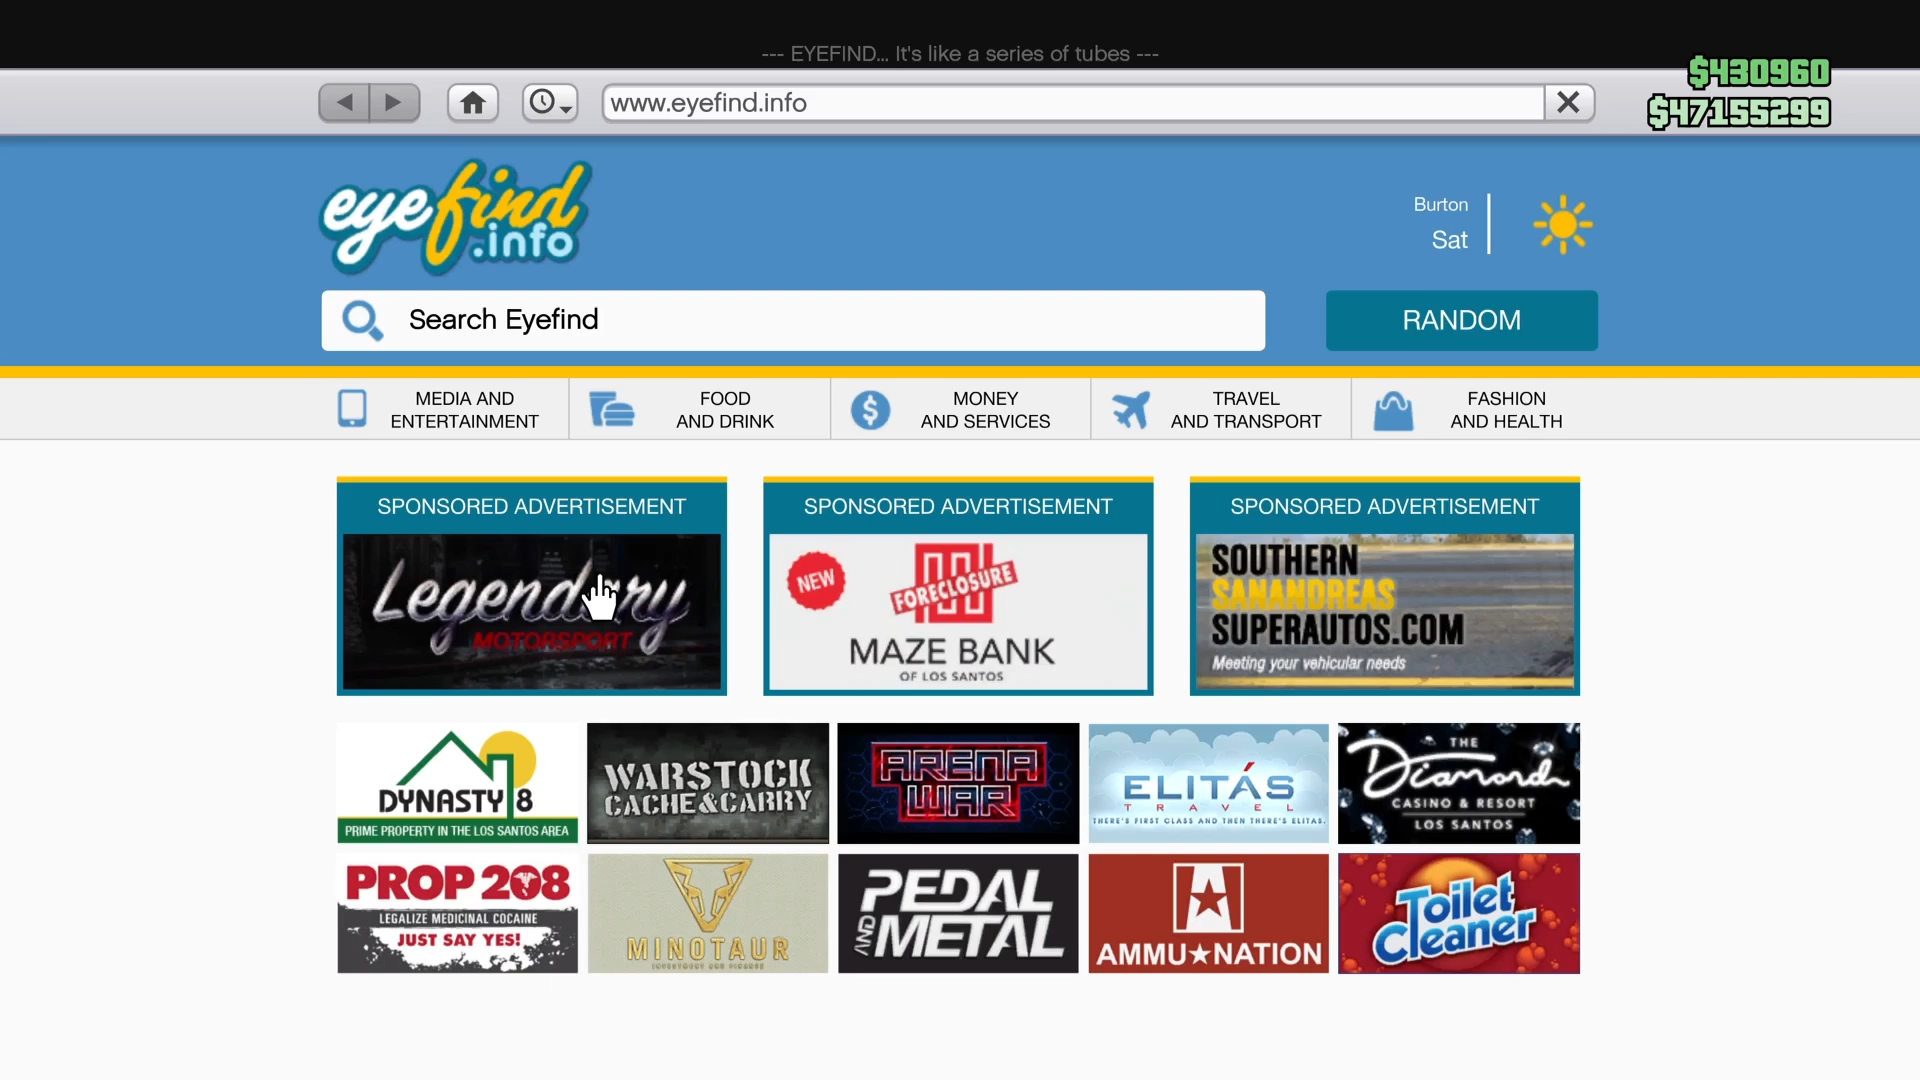 --- EYEFIND... It's like a series of tubes ---
www.eyefind.info
$430960
$47155299
eyefind
.info
Burton
Sat
Search Eyefind
RANDOM
MEDIA AND
ENTERTAINMENT
FOOD
AND DRINK
MONEY
AND SERVICES
TRAVEL
AND TRANSPORT
FASHION
AND HEALTH
SPONSORED ADVERTISEMENT
Legendary
MOTORSPORT
SPONSORED ADVERTISEMENT
NEW
FORECLOSURE
MAZE BANK
OF LOS SANTOS
SPONSORED ADVERTISEMENT
SOUTHERN
SANANDREAS
SUPERAUTOS.COM
Meeting your vehicular needs
DYNASTY 8
PRIME PROPERTY IN THE LOS SANTOS AREA
WARSTOCK
CACHE&CARRY
ARENA
WAR
ELITÁS
TRAVEL
THERE'S FIRST CLASS AND THEN THERE'S ELITAS.
THE
Diamond
CASINO & RESORT
LOS SANTOS
PROP 208
LEGALIZE MEDICINAL COCAINE
JUST SAY YES!
MINOTAUR
INVESTMENT AND FINANCE
PEDAL
AND METAL
AMMU★NATION
Toilet
Cleaner